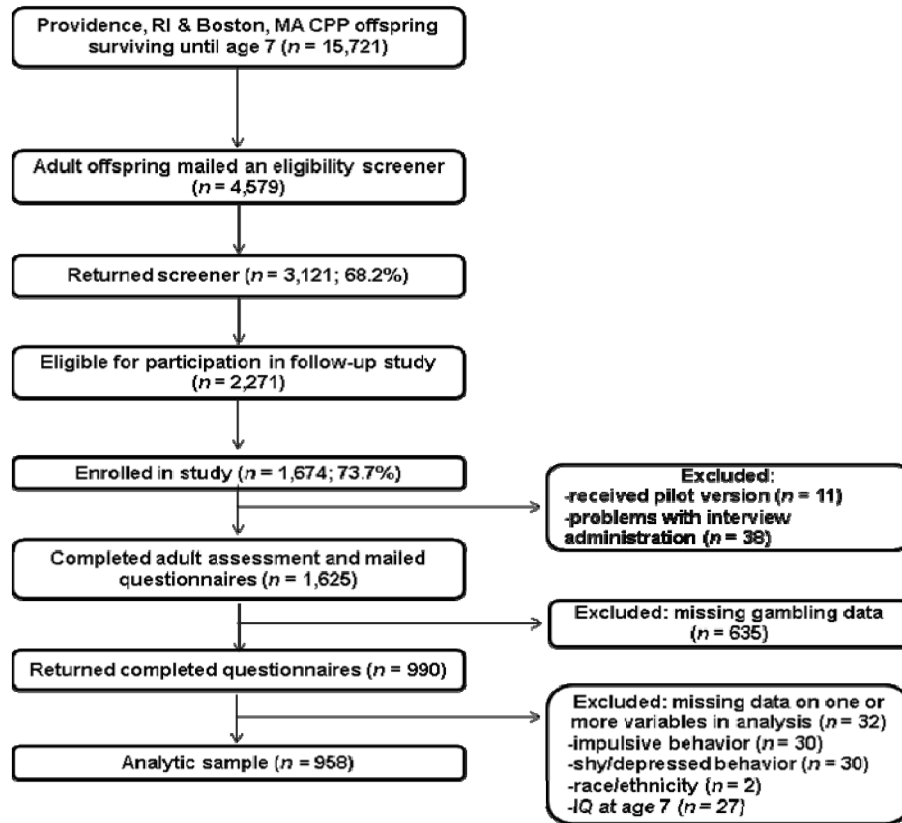 Providence, RI & Boston, MA CPP offspring
surviving until age 7 (n = 15,721)
Adult offspring mailed an eligibility screener
(n = 4,579)
Returned screener (n = 3,121; 68.2%)
Eligible for participation in follow-up study
(n = 2,271)
Enrolled in study (n = 1,674; 73.7%)
Excluded:
-received pilot version (n = 11)
-problems with interview
administration (n = 38)
Completed adult assessment and mailed
questionnaires (n = 1,625)
Excluded: missing gambling data
(n = 635)
Returned completed questionnaires (n = 990)
Excluded: missing data on one or
more variables in analysis (n = 32)
-impulsive behavior (n = 30)
-shy/depressed behavior (n = 30)
-race/ethnicity (n = 2)
-IQ at age 7 (n = 27)
Analytic sample (n = 958)